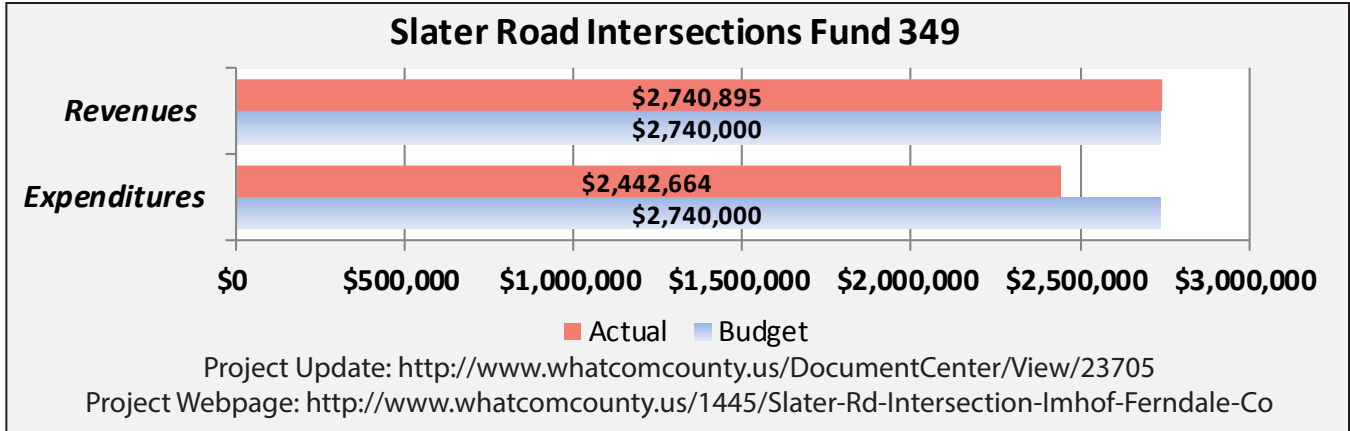 Slater Road Intersections Fund 349
Revenues
$2,740,895
$2,740,000
Expenditures
$2,442,664
$2,740,000
$0 $500,000 $1,000,000 $1,500,000 $2,000,000 $2,500,000 $3,000,000
Actual Budget
Project Update: http://www.whatcomcounty.us/DocumentCenter/View/23705
Project Webpage: http://www.whatcomcounty.us/1445/Slater-Rd-Intersection-Imhof-Ferndale-Co